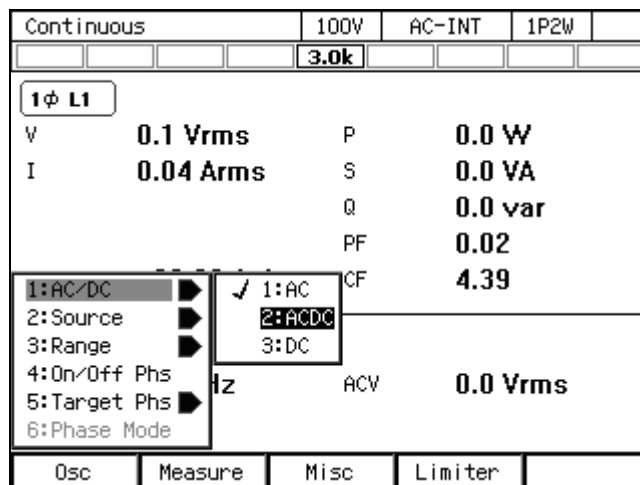 Continuous 100V AC-INT 1P2W
3.0k
1ϕ L1
V 0.1 Vrms P 0.0 W
I 0.04 Arms S 0.0 VA
Q 0.0 var
PF 0.02
CF 4.39
1:AC/DC
2:Source
3:Range
4:On/Off Phs
5:Target Phs
6:Phase Mode
✓ 1:AC
2:ACDC
3:DC
Hz ACV 0.0 Vrms
Osc Measure Misc Limiter